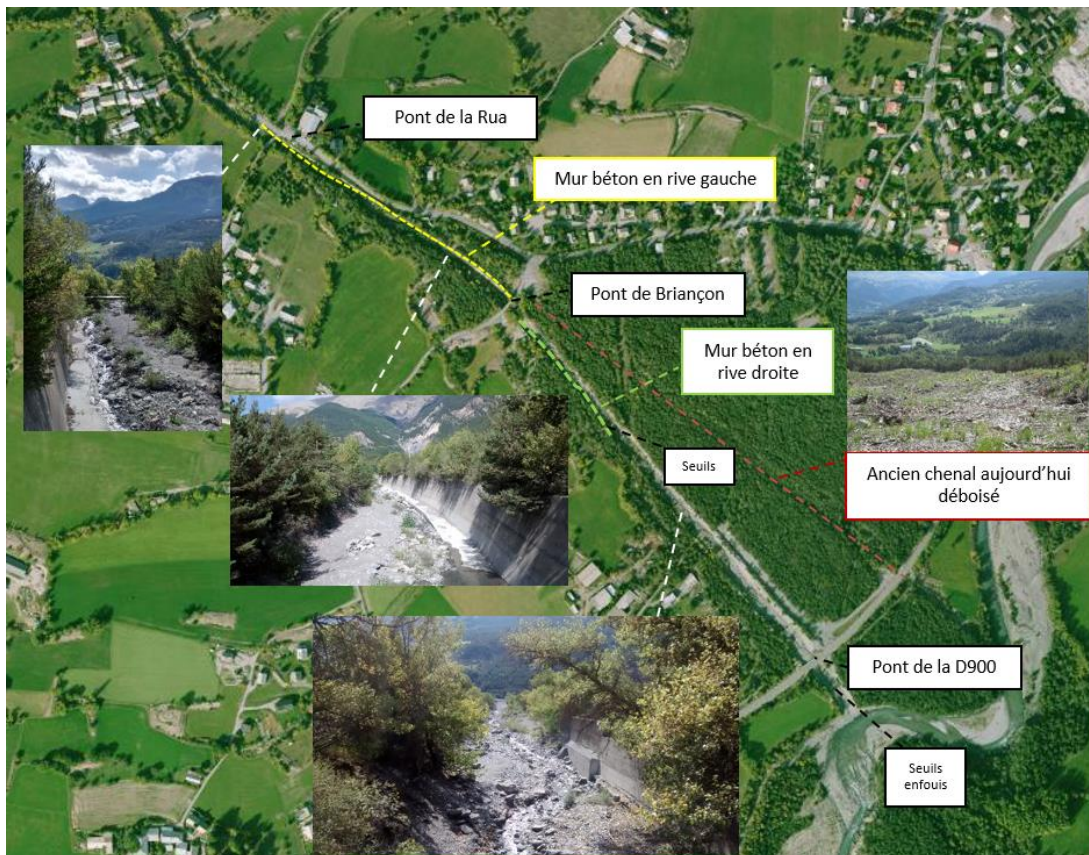 Pont de la Rua
Mur béton en rive gauche
Pont de Briançon
Mur béton en
rive droite
Seuils
Ancien chenal aujourd'hui
déboisé
Pont de la D900
Seuils
enfouis